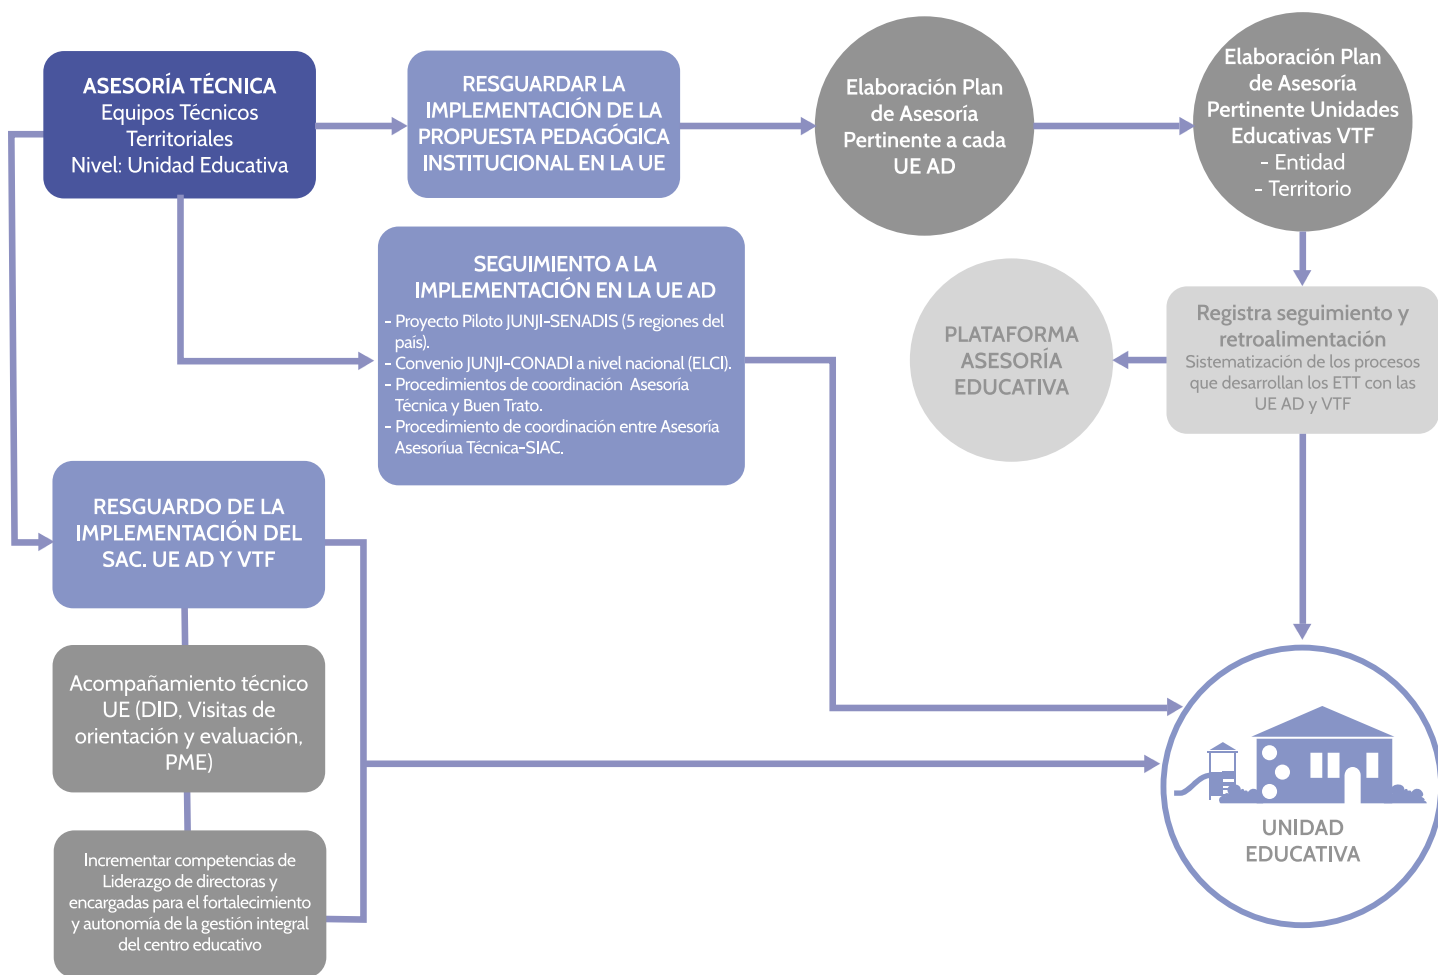 ASESORÍA TÉCNICA
Equipos Técnicos
Territoriales
Nivel: Unidad Educativa
RESGUARDAR LA
IMPLEMENTACIÓN DE LA
PROPUESTA PEDAGÓGICA
INSTITUCIONAL EN LA UE
Elaboración Plan
de Asesoría
Pertinente a cada
UE AD
Elaboración Plan
de Asesoría
Pertinente Unidades
Educativas VTF
- Entidad
- Territorio
SEGUIMIENTO A LA
IMPLEMENTACIÓN EN LA UE AD
- Proyecto Piloto JUNJI-SENADIS (5 regiones del
país).
- Convenio JUNJI-CONADI a nivel nacional (ELCI).
- Procedimientos de coordinación Asesoría
Técnica y Buen Trato.
- Procedimiento de coordinación entre Asesoría
Asesoríua Técnica-SIAC.
PLATAFORMA
ASESORÍA
EDUCATIVA
Registra seguimiento y
retroalimentación
Sistematización de los procesos
que desarrollan los ETT con las
UE AD y VTF
RESGUARDO DE LA
IMPLEMENTACIÓN DEL
SAC. UE AD Y VTF
Acompañamiento técnico
UE (DID, Visitas de
orientación y evaluación,
PME)
Incrementar competencias de
Liderazgo de directoras y
encargadas para el fortalecimiento
y autonomía de la gestión integral
del centro educativo
UNIDAD
EDUCATIVA